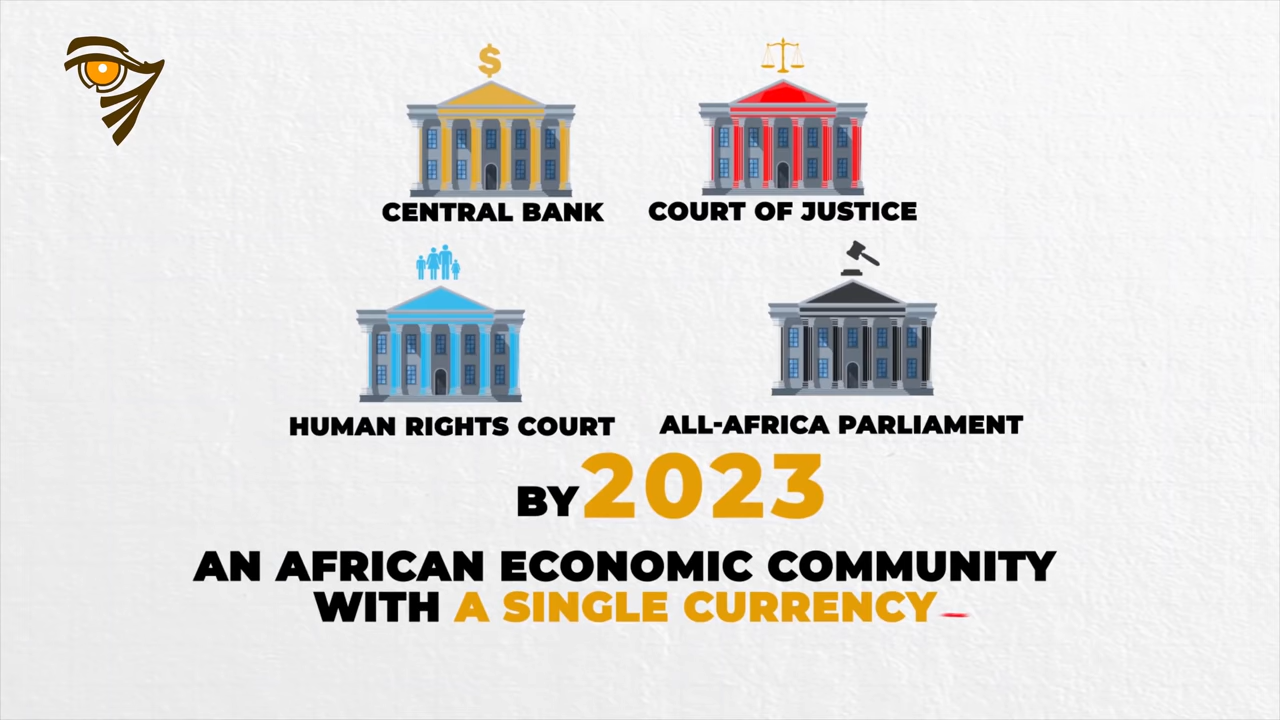 $
CENTRAL BANK
COURT OF JUSTICE
HUMAN RIGHTS COURT
ALL-AFRICA PARLIAMENT
BY 2023
AN AFRICAN ECONOMIC COMMUNITY
WITH A SINGLE CURRENCY